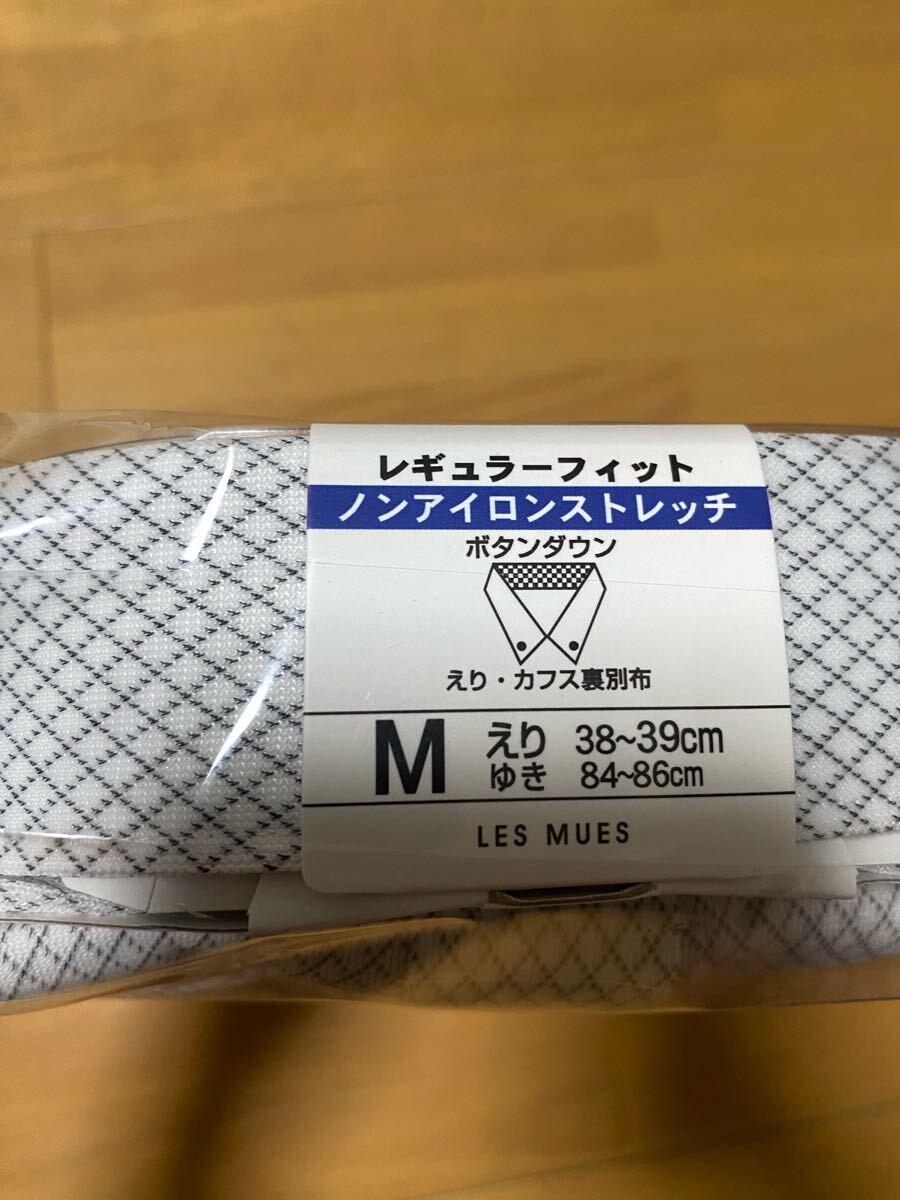 レギュラーフィット
ノンアイロンストレッチ
ボタンダウン
えり・カフス裏別布
M えり 38~39cm
ゆき 84~86cm
LES MUES